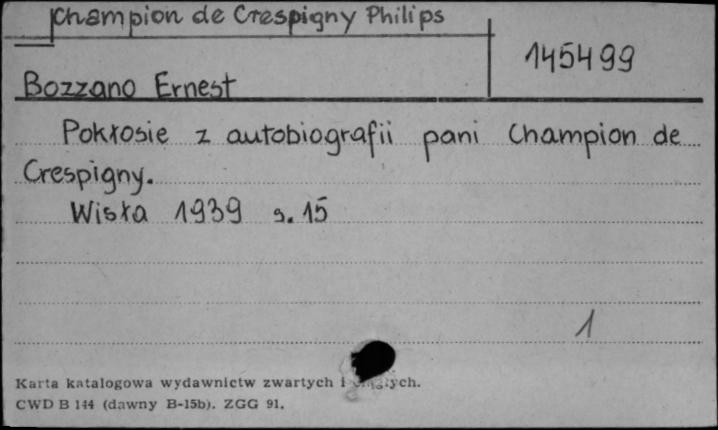 Champion de Crespigny Philips
145499
Bozzano Ernest
Pokłosie z autobiografii pani Champion de
Crespigny.
Wisła 1939 s. 15
1
Karta katalogowa wydawnictw zwartych i
CWD B 144 (dawny B-15b). ZGG 91.